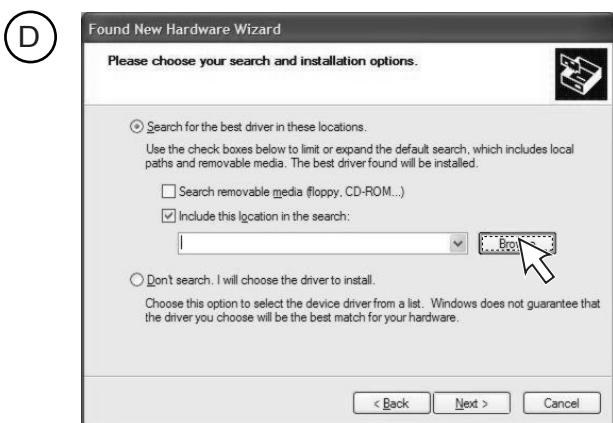 D
Found New Hardware Wizard
Please choose your search and installation options.
Search for the best driver in these locations.
Use the check boxes below to limit or expand the default search, which includes local
paths and removable media. The best driver found will be installed.
Search removable media (floppy, CD-ROM...)
Include this location in the search:
Don't search. I will choose the driver to install.
Choose this option to select the device driver from a list. Windows does not guarantee that
the driver you choose will be the best match for your hardware.
< Back Next > Cancel